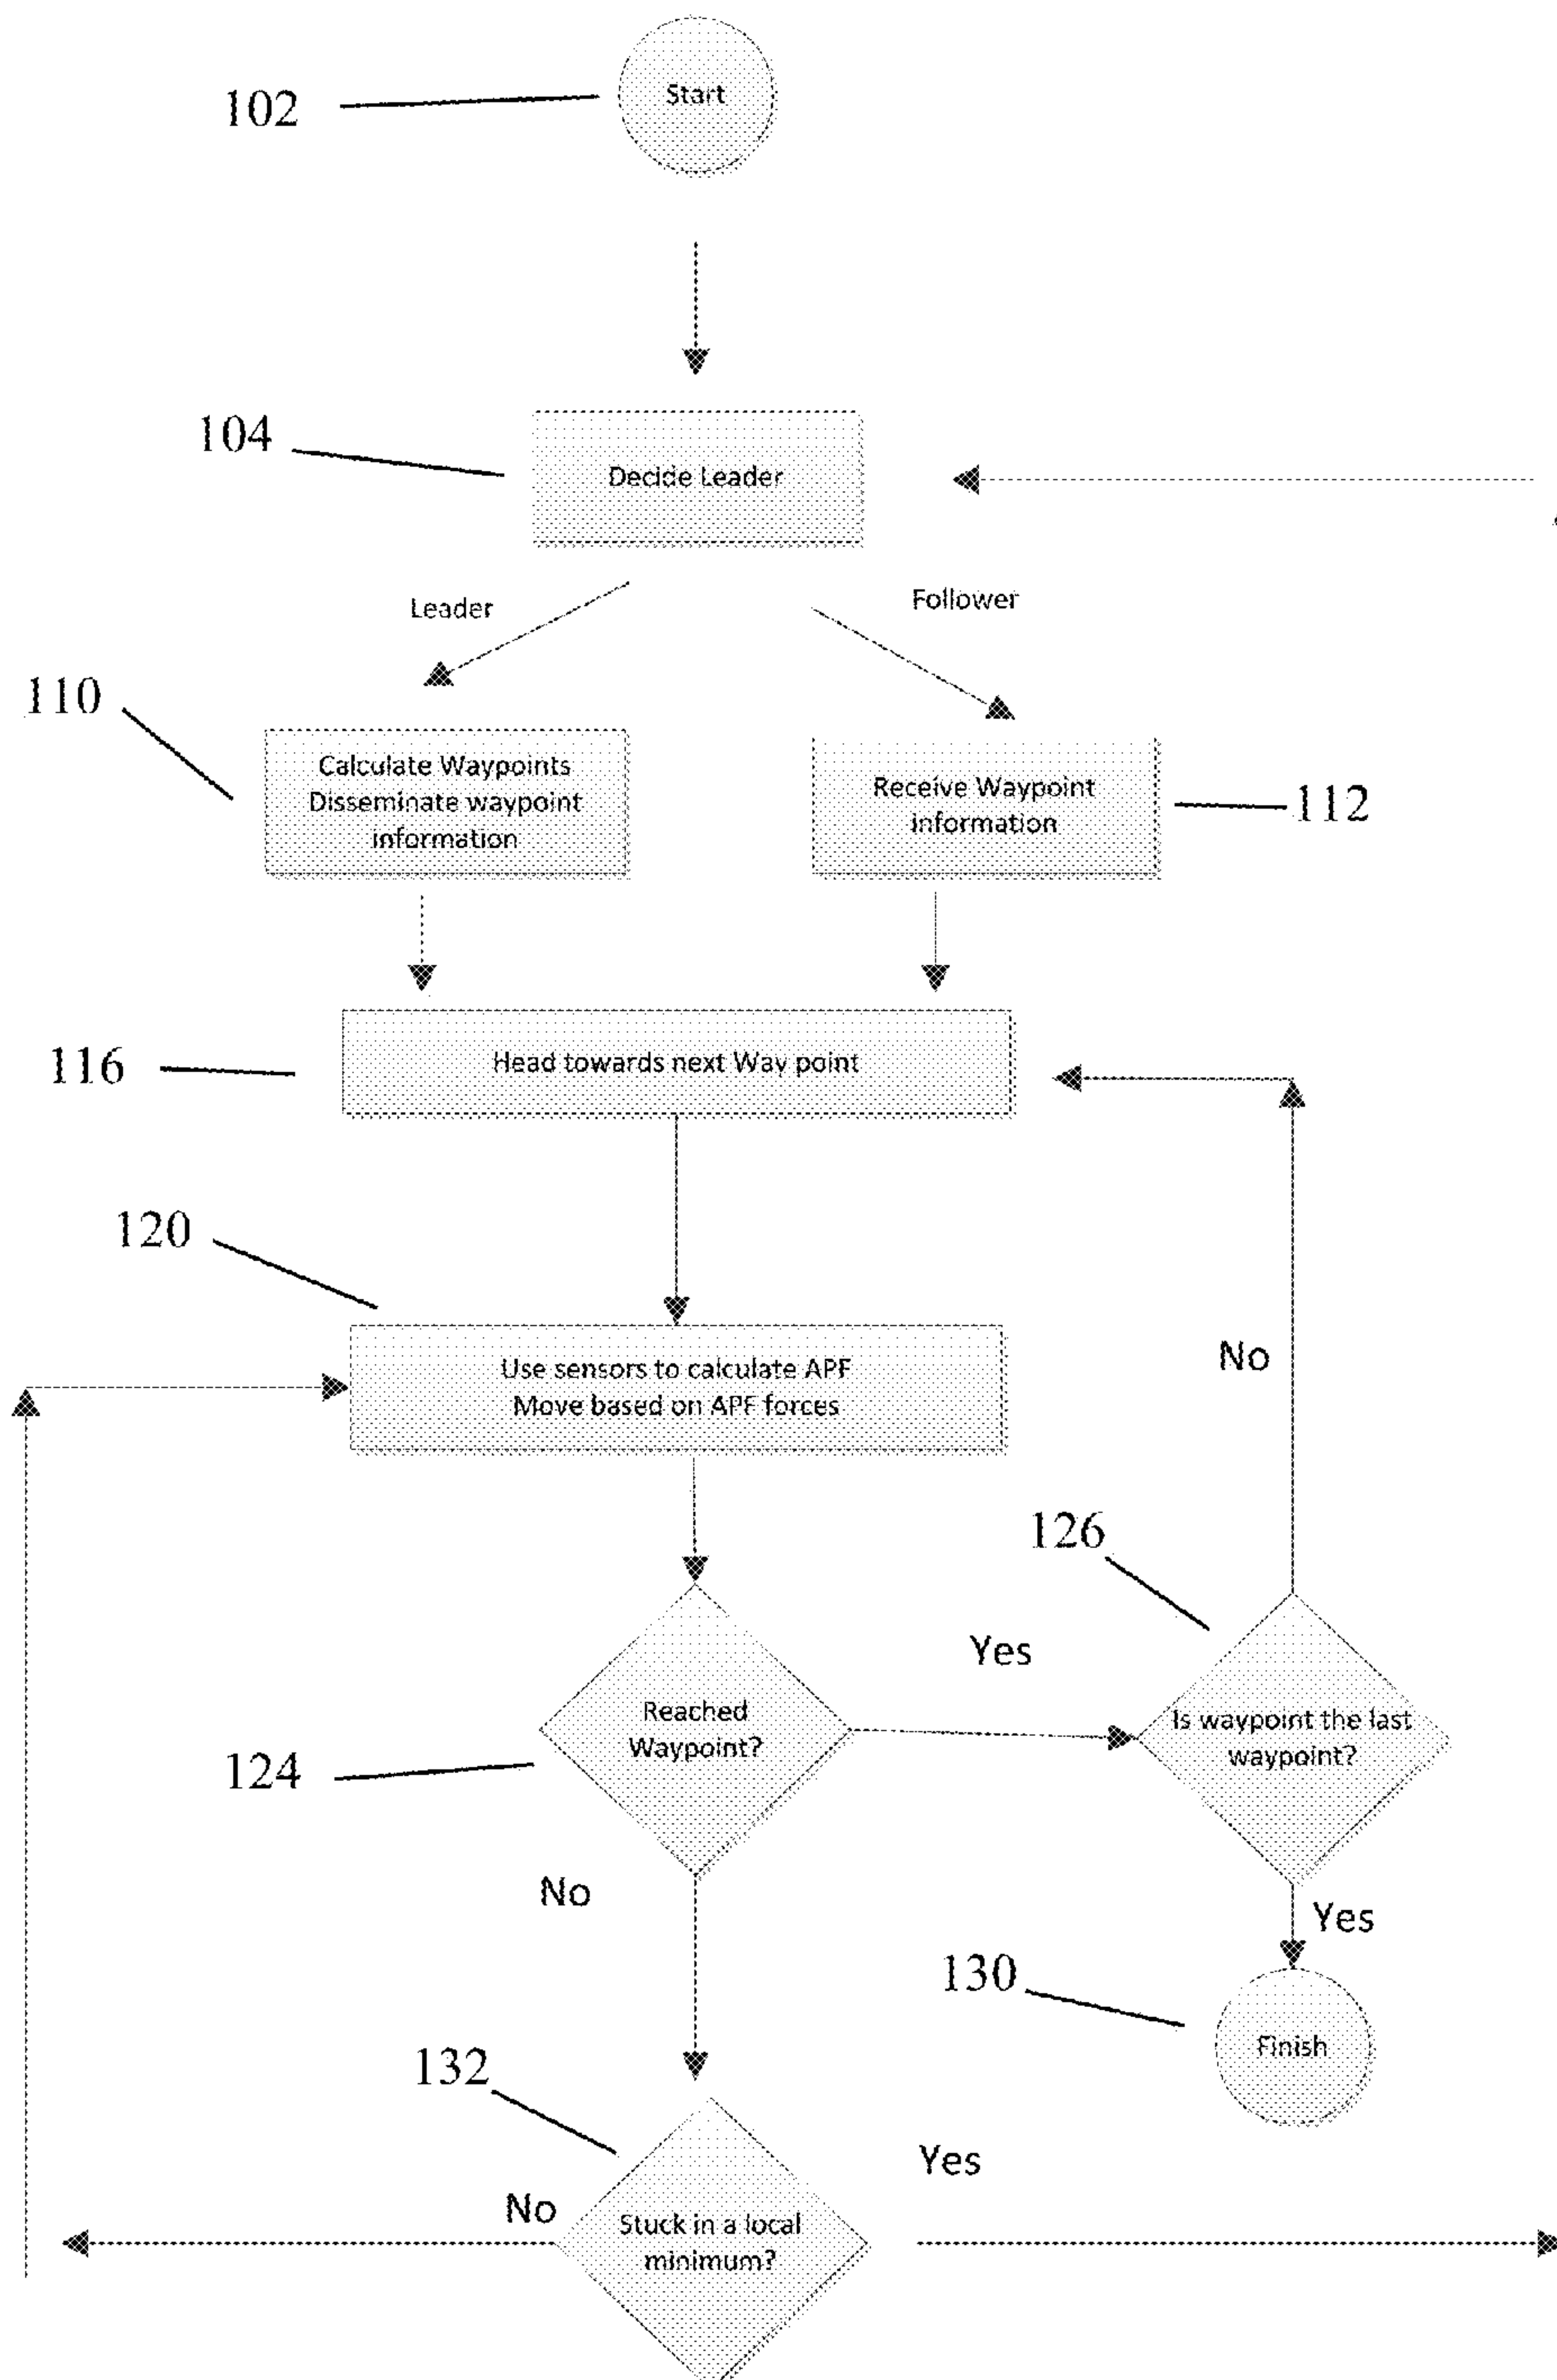 Start
102
104
Decide Leader
Leader
Follower
110
Calculate Waypoints
Disseminate waypoint
information
Receive Waypoint
information
112
116
Head towards next Way point
120
Use sensors to calculate APF
Move based on APF forces
No
126
Yes
Reached
Waypoint?
Is waypoint the last
waypoint?
124
No
Yes
130
Finish
132
Yes
No
Stuck in a local
minimum?